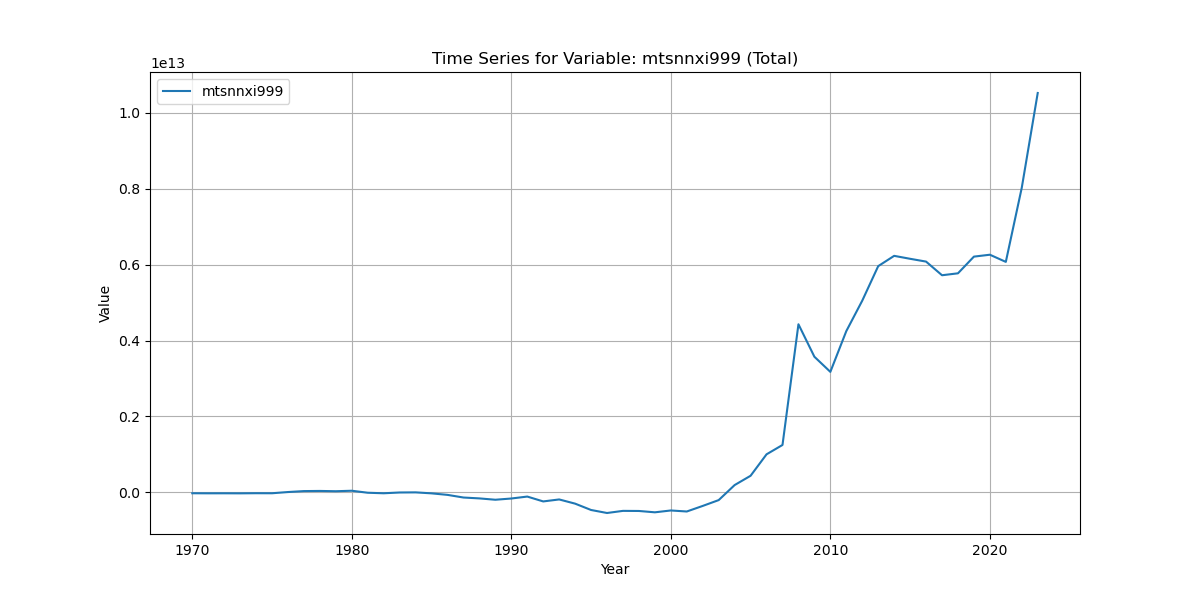 Time Series for Variable: mtsnnxi999 (Total)
1e13
mtsnnxi999
1.0
0.8
0.6
0.4
0.2
0.0
Value
1970 1980 1990 2000 2010 2020
Year